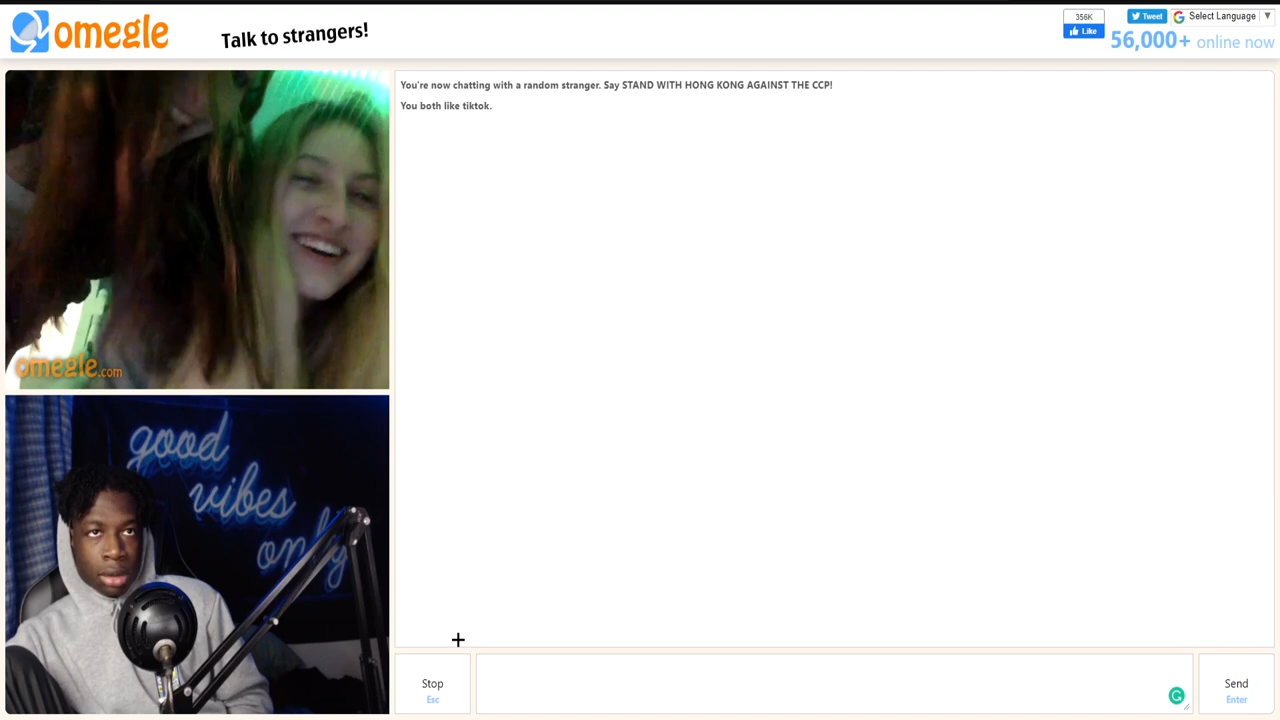 omegle
Talk to strangers!
356K
Like
Tweet
Select Language
56,000+ online now
You're now chatting with a random stranger. Say STAND WITH HONG KONG AGAINST THE CCP!
You both like tiktok.
omegle.com
good
vibes
only
Stop
Esc
Send
Enter